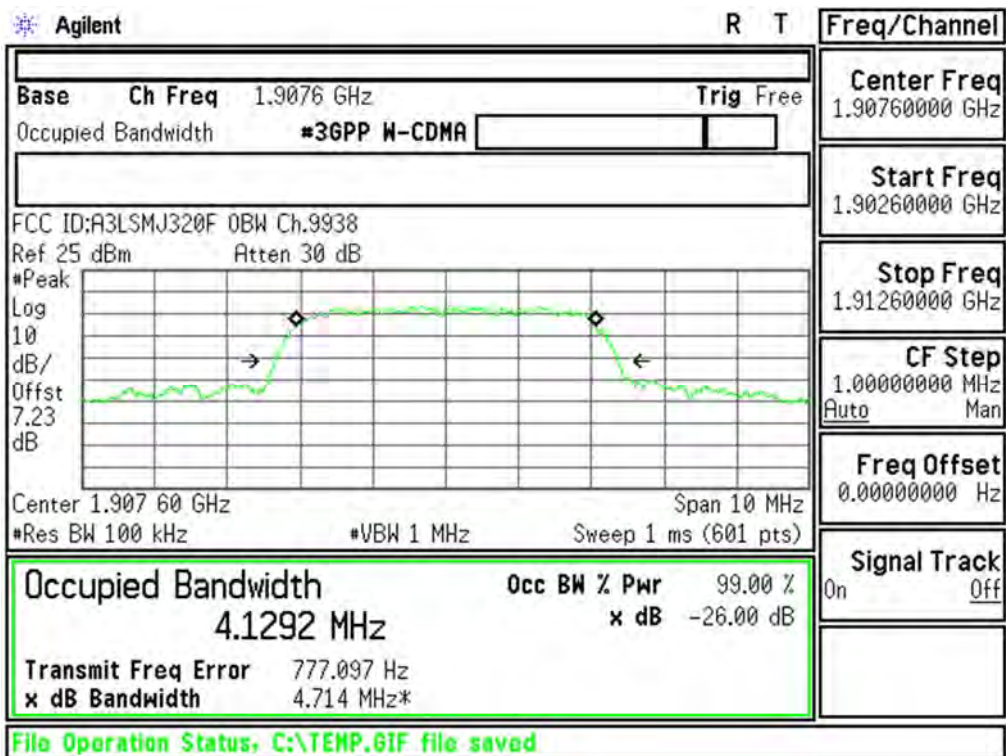 Agilent R T
Freq/Channel
Base Ch Freq 1.9076 GHz Trig Free
Occupied Bandwidth #3GPP W-CDMA
FCC ID:A3LSMJ320F OBW Ch.9938
Ref 25 dBm Atten 30 dB
#Peak
Log
10
dB/
Offst
7.23
dB
Center 1.907 60 GHz Span 10 MHz
#Res BW 100 kHz #VBW 1 MHz Sweep 1 ms (601 pts)
Occupied Bandwidth
4.1292 MHz
Occ BW % Pwr 99.00 %
x dB -26.00 dB
Transmit Freq Error 777.097 Hz
x dB Bandwidth 4.714 MHz*
File Operation Status, C:\TEMP.GIF file saved
Center Freq
1.90760000 GHz
Start Freq
1.90260000 GHz
Stop Freq
1.91260000 GHz
CF Step
1.00000000 MHz
Auto Man
Freq Offset
0.00000000 Hz
Signal Track
On Off